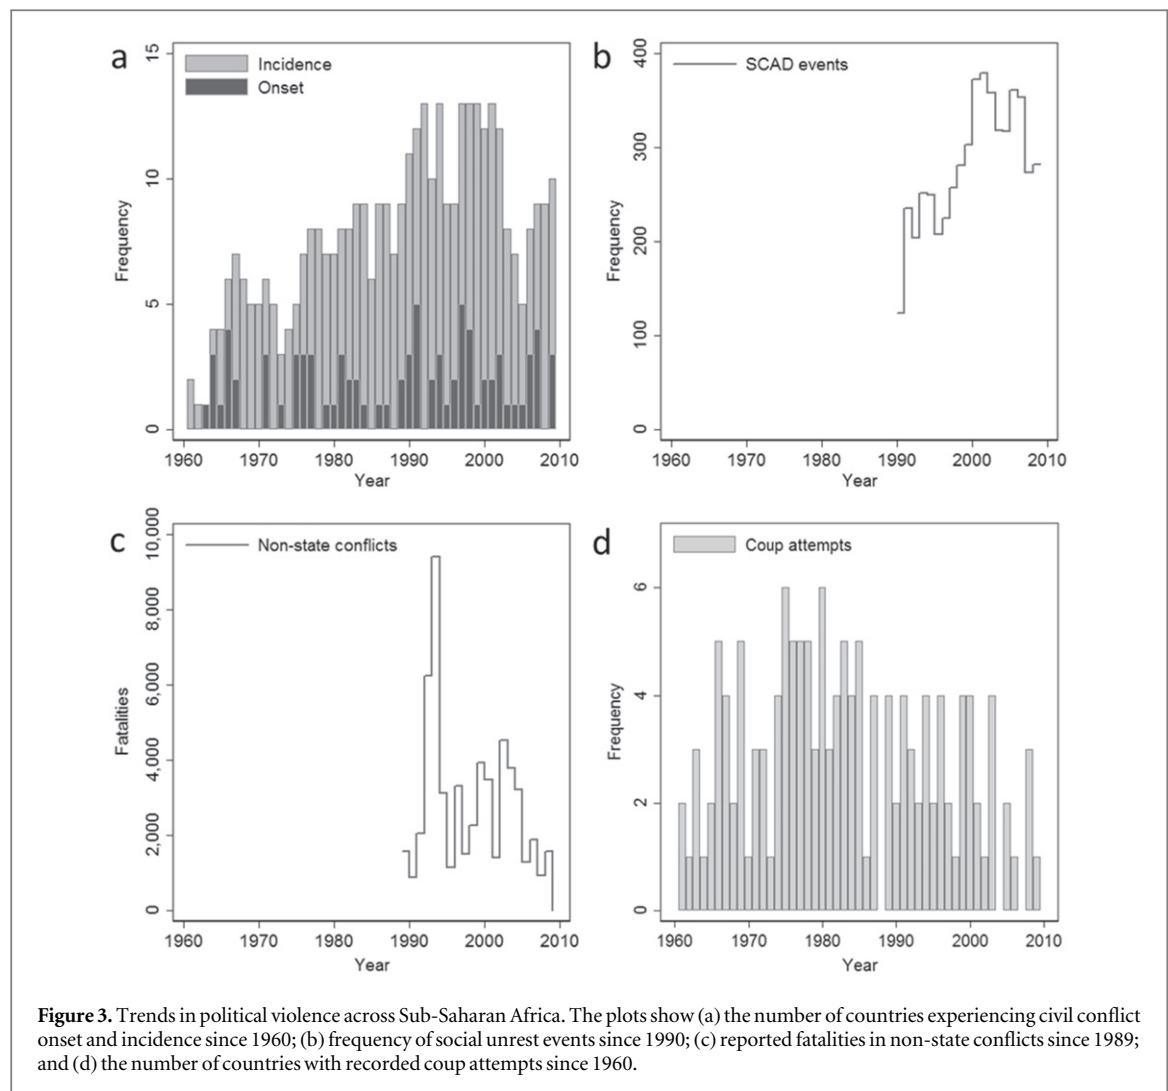 a
Incidence
Onset
15
10
5
0
Frequency
1960 1970 1980 1990 2000 2010
Year
b
SCAD events
400
300
200
100
0
Frequency
1960 1970 1980 1990 2000 2010
Year
c
Non-state conflicts
10,000
8,000
6,000
4,000
2,000
0
Fatalities
1960 1970 1980 1990 2000 2010
Year
d
Coup attempts
6
4
2
0
Frequency
1960 1970 1980 1990 2000 2010
Year
Figure 3. Trends in political violence across Sub-Saharan Africa. The plots show (a) the number of countries experiencing civil conflict
onset and incidence since 1960; (b) frequency of social unrest events since 1990; (c) reported fatalities in non-state conflicts since 1989;
and (d) the number of countries with recorded coup attempts since 1960.